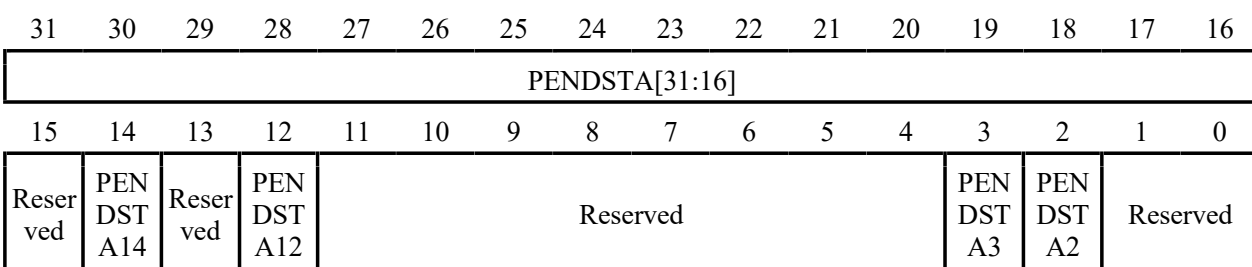 31 30 29 28 27 26 25 24 23 22 21 20 19 18 17 16
PENDSTA[31:16]
15 14 13 12 11 10 9 8 7 6 5 4 3 2 1 0
Reser
ved
PEN
DST
A14
Reser
ved
PEN
DST
A12
Reserved
PEN
DST
A3
PEN
DST
A2
Reserved